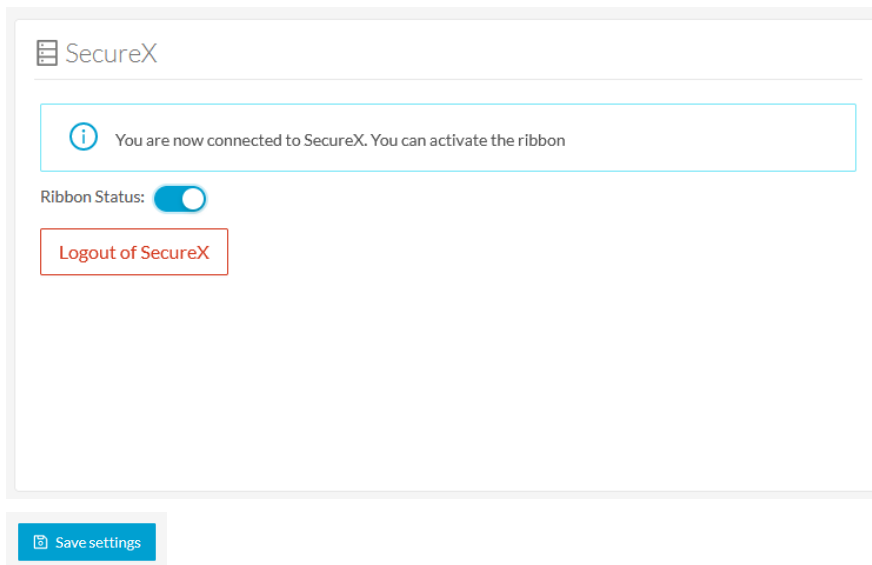 SecureX
You are now connected to SecureX. You can activate the ribbon
Ribbon Status:
Logout of SecureX
Save settings